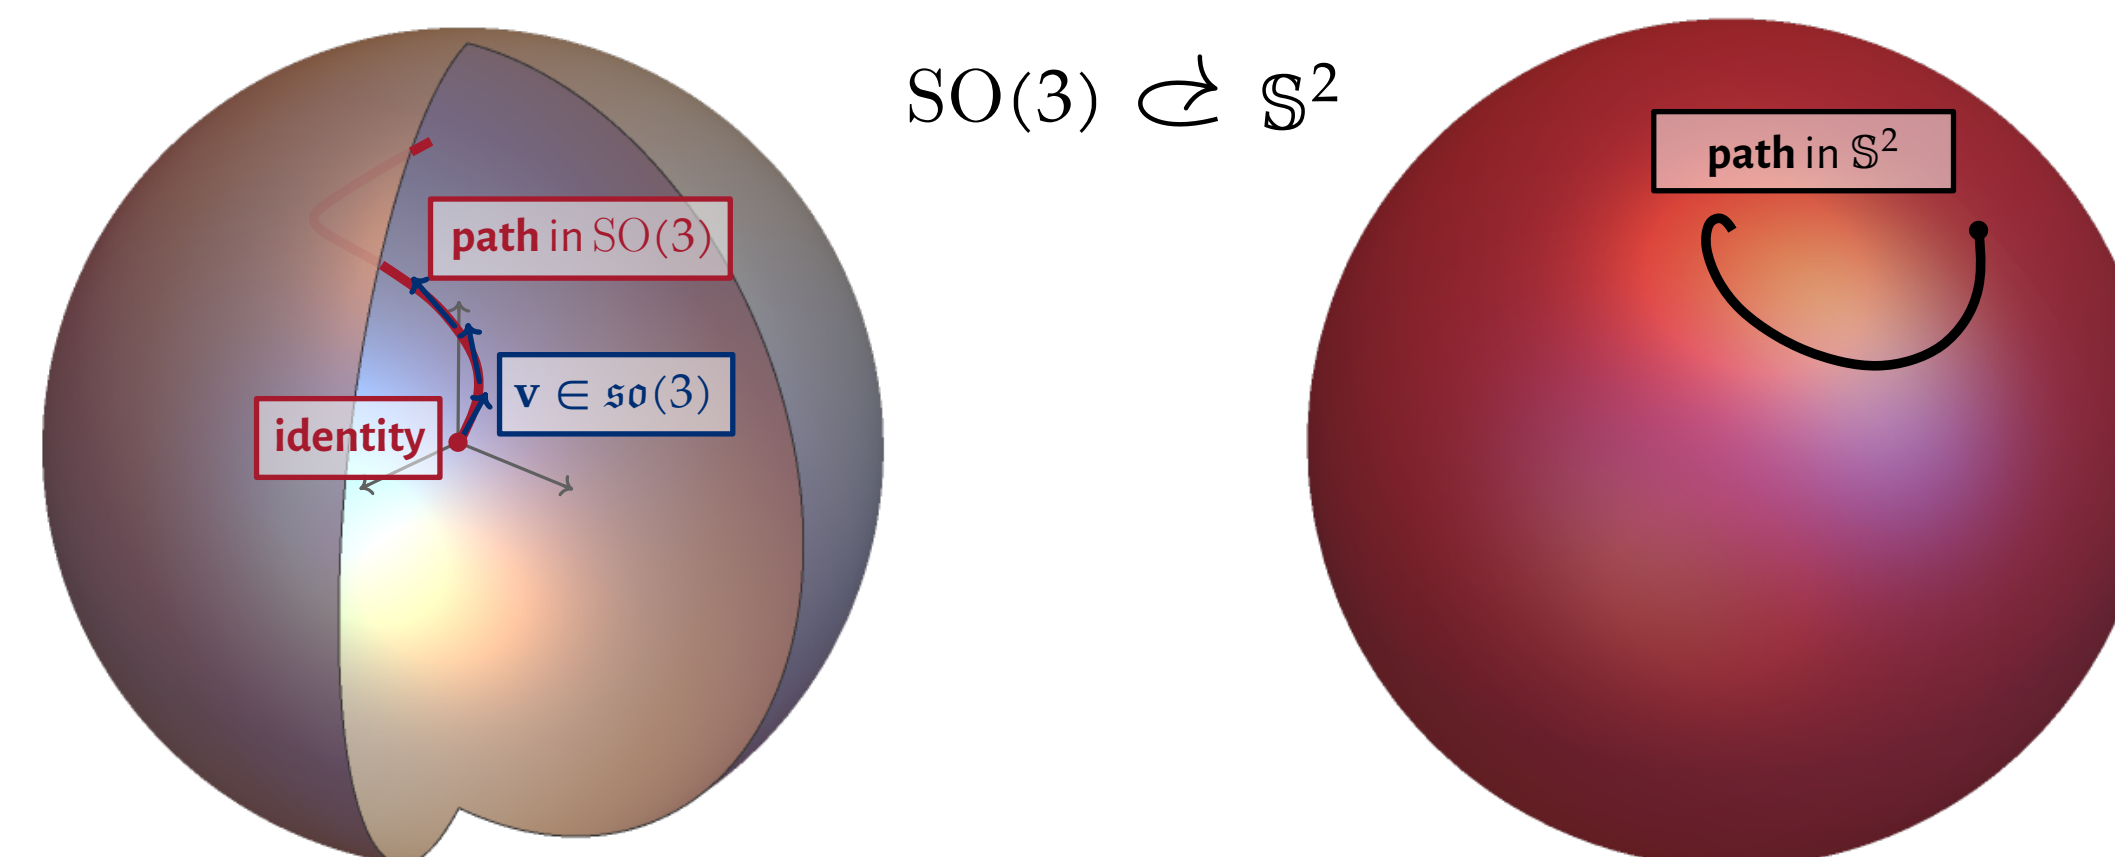 SO(3) ⮎ 𝕊²
path in 𝕊²
path in SO(3)
v ∈ 𝔰𝔬(3)
identity